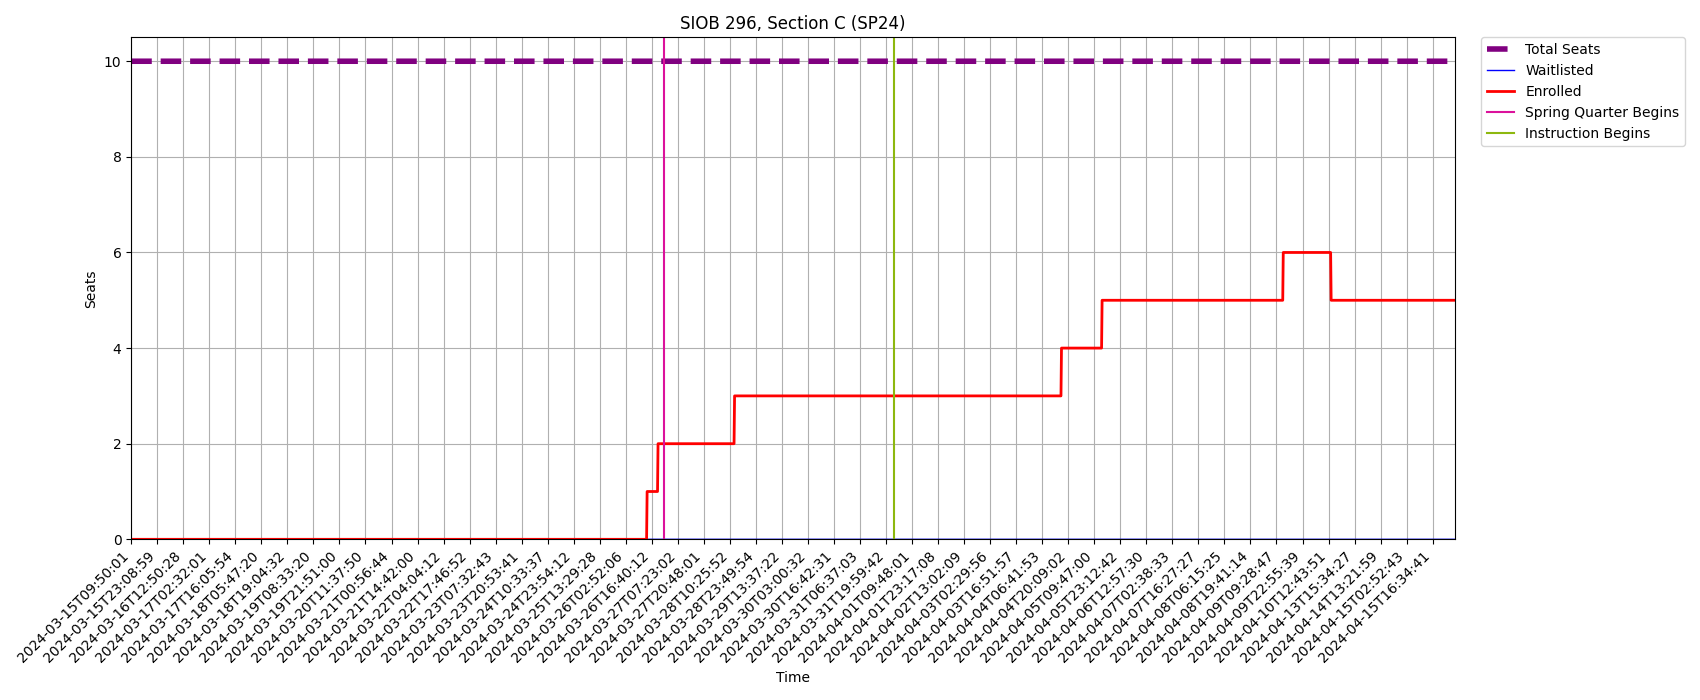 SIOB 296, Section C (SP24)
Total Seats
Waitlisted
Enrolled
Spring Quarter Begins
Instruction Begins
Seats
10
8
6
4
2
0
2024-03-15T09:50:01
2024-03-15T23:08:59
2024-03-16T12:50:28
2024-03-17T02:32:01
2024-03-17T16:05:54
2024-03-18T05:47:20
2024-03-18T19:04:32
2024-03-19T08:33:20
2024-03-19T21:51:00
2024-03-20T11:37:50
2024-03-21T00:56:44
2024-03-21T14:42:00
2024-03-22T04:04:12
2024-03-22T17:46:52
2024-03-23T07:32:43
2024-03-23T20:53:41
2024-03-24T10:33:37
2024-03-24T23:54:12
2024-03-25T13:29:28
2024-03-26T02:52:06
2024-03-26T16:40:12
2024-03-27T07:23:02
2024-03-27T20:48:01
2024-03-28T10:25:52
2024-03-28T23:49:54
2024-03-29T13:37:22
2024-03-30T03:00:32
2024-03-30T16:42:31
2024-03-31T06:37:03
2024-03-31T19:59:42
2024-04-01T09:48:01
2024-04-01T23:17:08
2024-04-02T13:02:09
2024-04-03T02:29:56
2024-04-03T16:51:57
2024-04-04T06:41:53
2024-04-04T20:09:02
2024-04-05T09:47:00
2024-04-05T23:12:42
2024-04-06T12:57:30
2024-04-07T02:38:33
2024-04-07T16:27:27
2024-04-08T06:15:25
2024-04-08T19:41:14
2024-04-09T09:28:47
2024-04-09T22:55:39
2024-04-10T12:43:51
2024-04-13T15:34:27
2024-04-14T13:21:59
2024-04-15T02:52:43
2024-04-15T16:34:41
Time